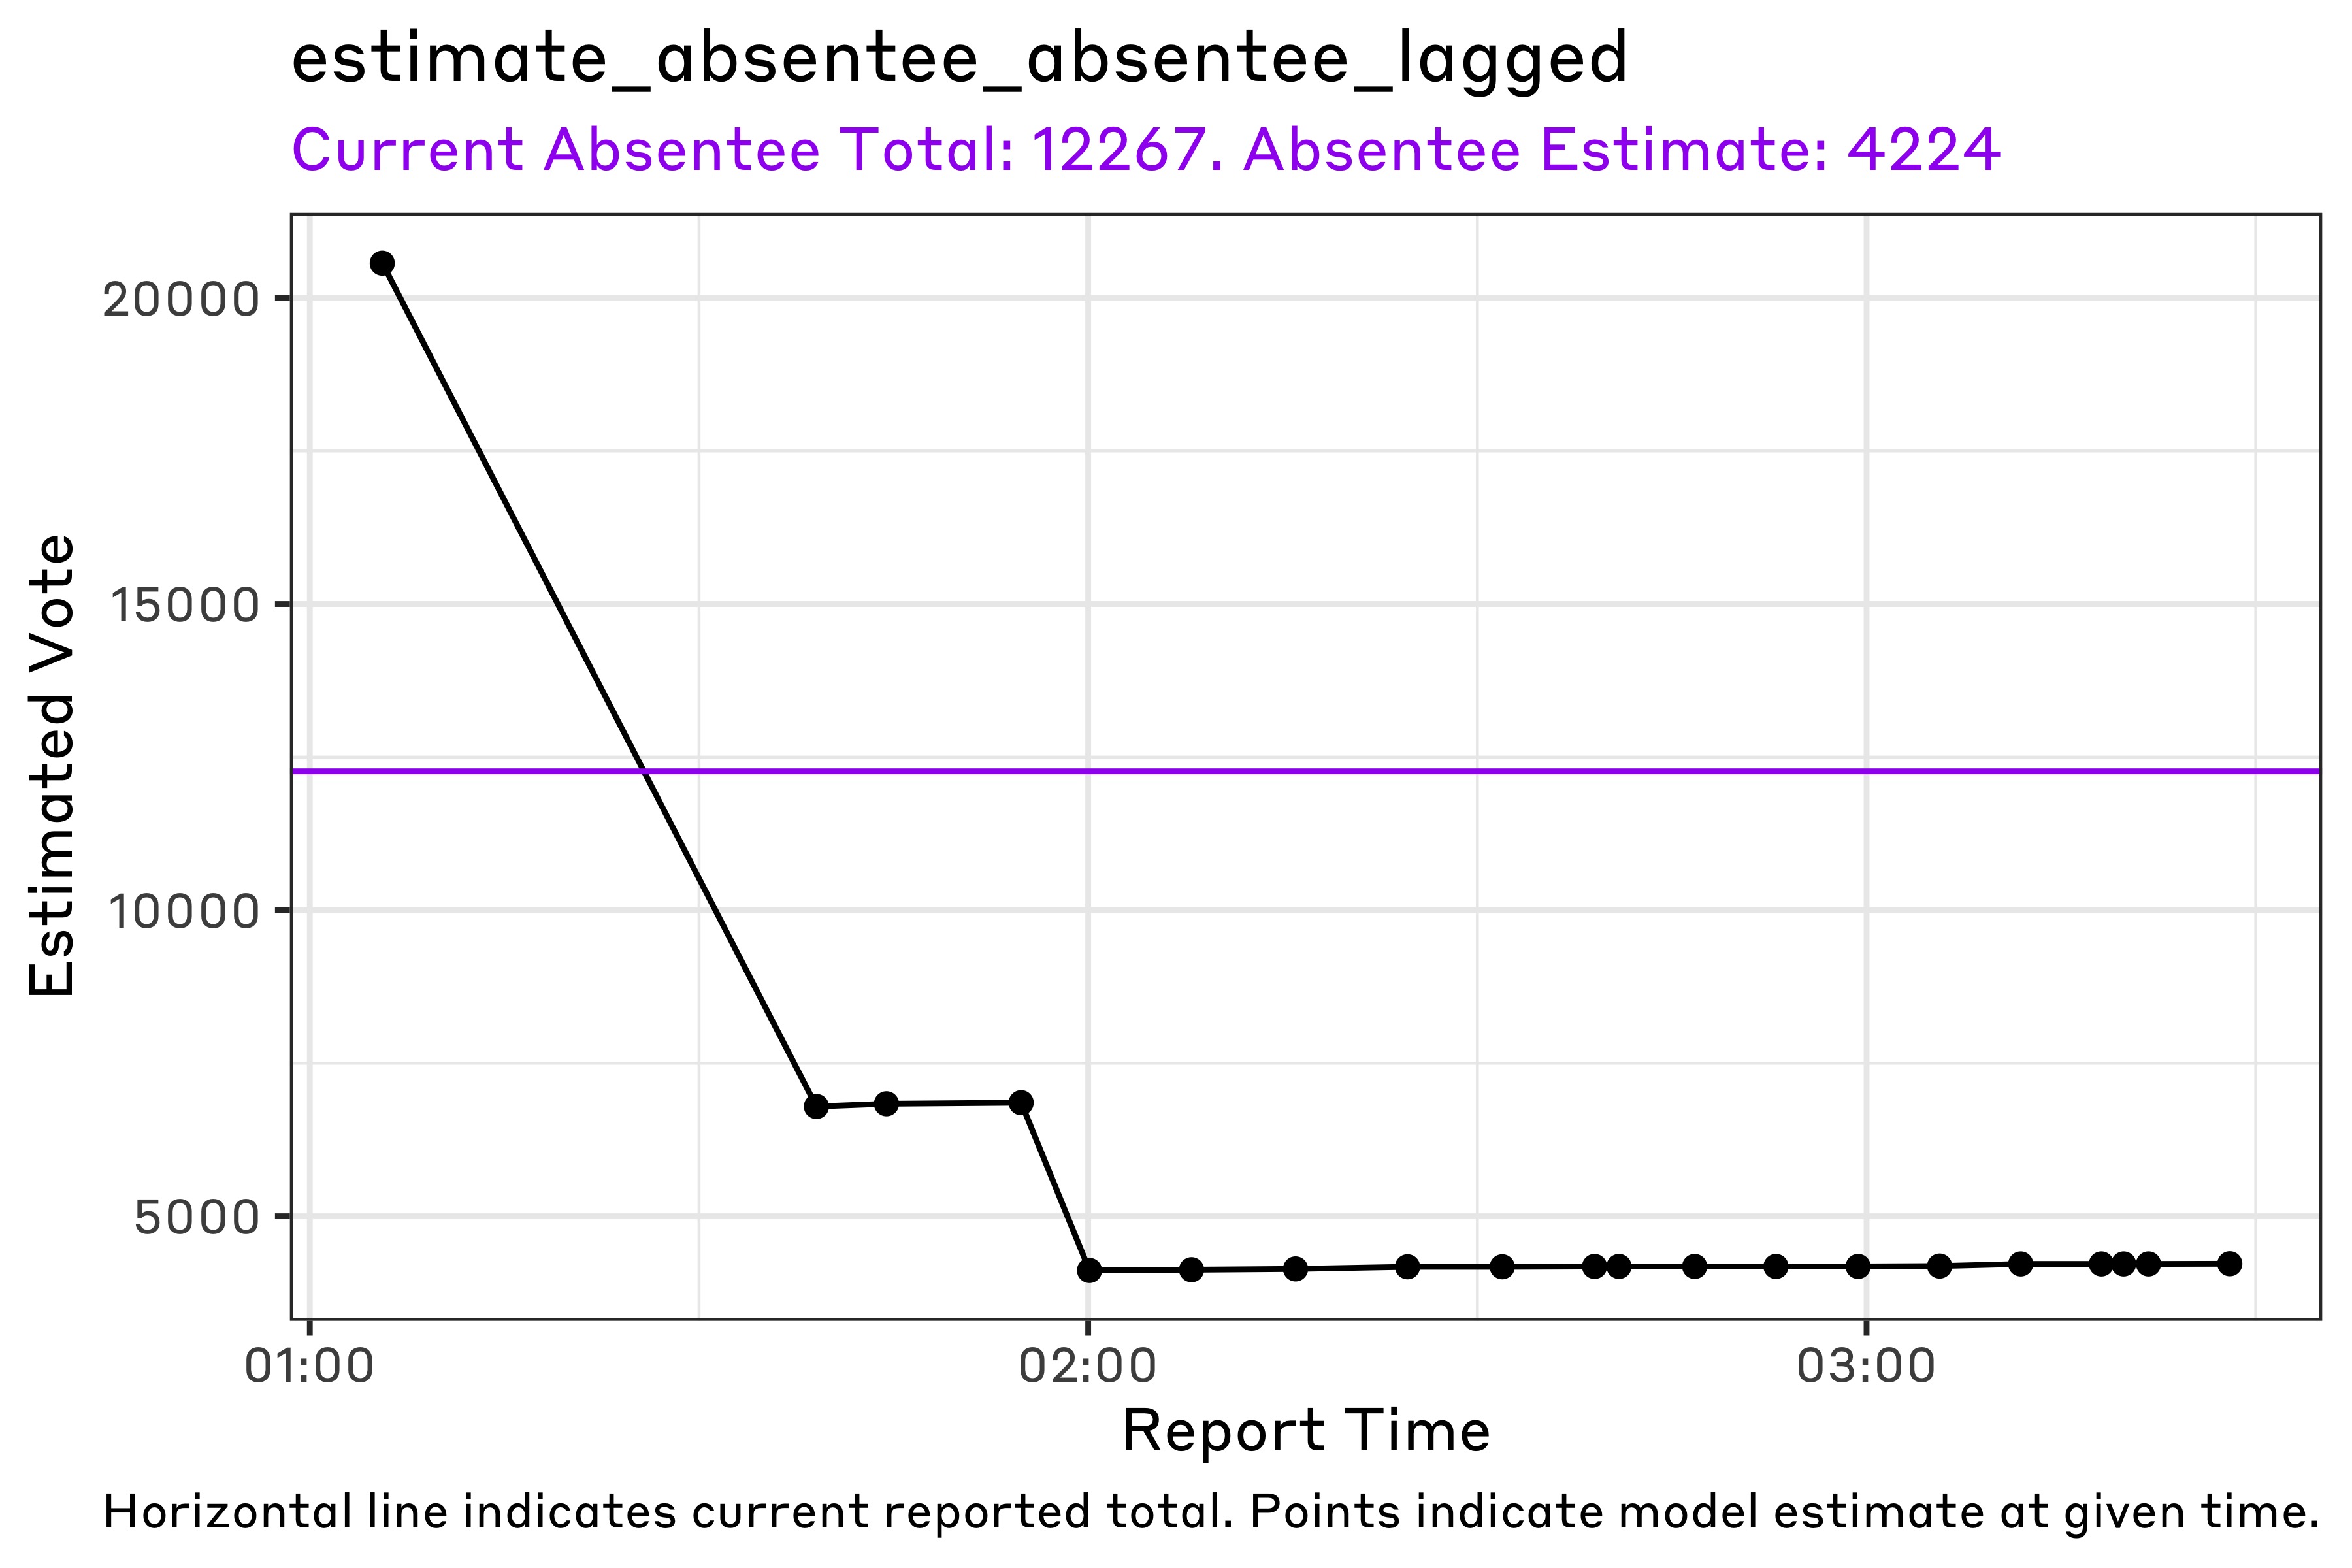 estimate_absentee_absentee_lagged
Current Absentee Total: 12267. Absentee Estimate: 4224
Estimated Vote
20000
15000
10000
5000
01:00 02:00 03:00
Report Time
Horizontal line indicates current reported total. Points indicate model estimate at given time.